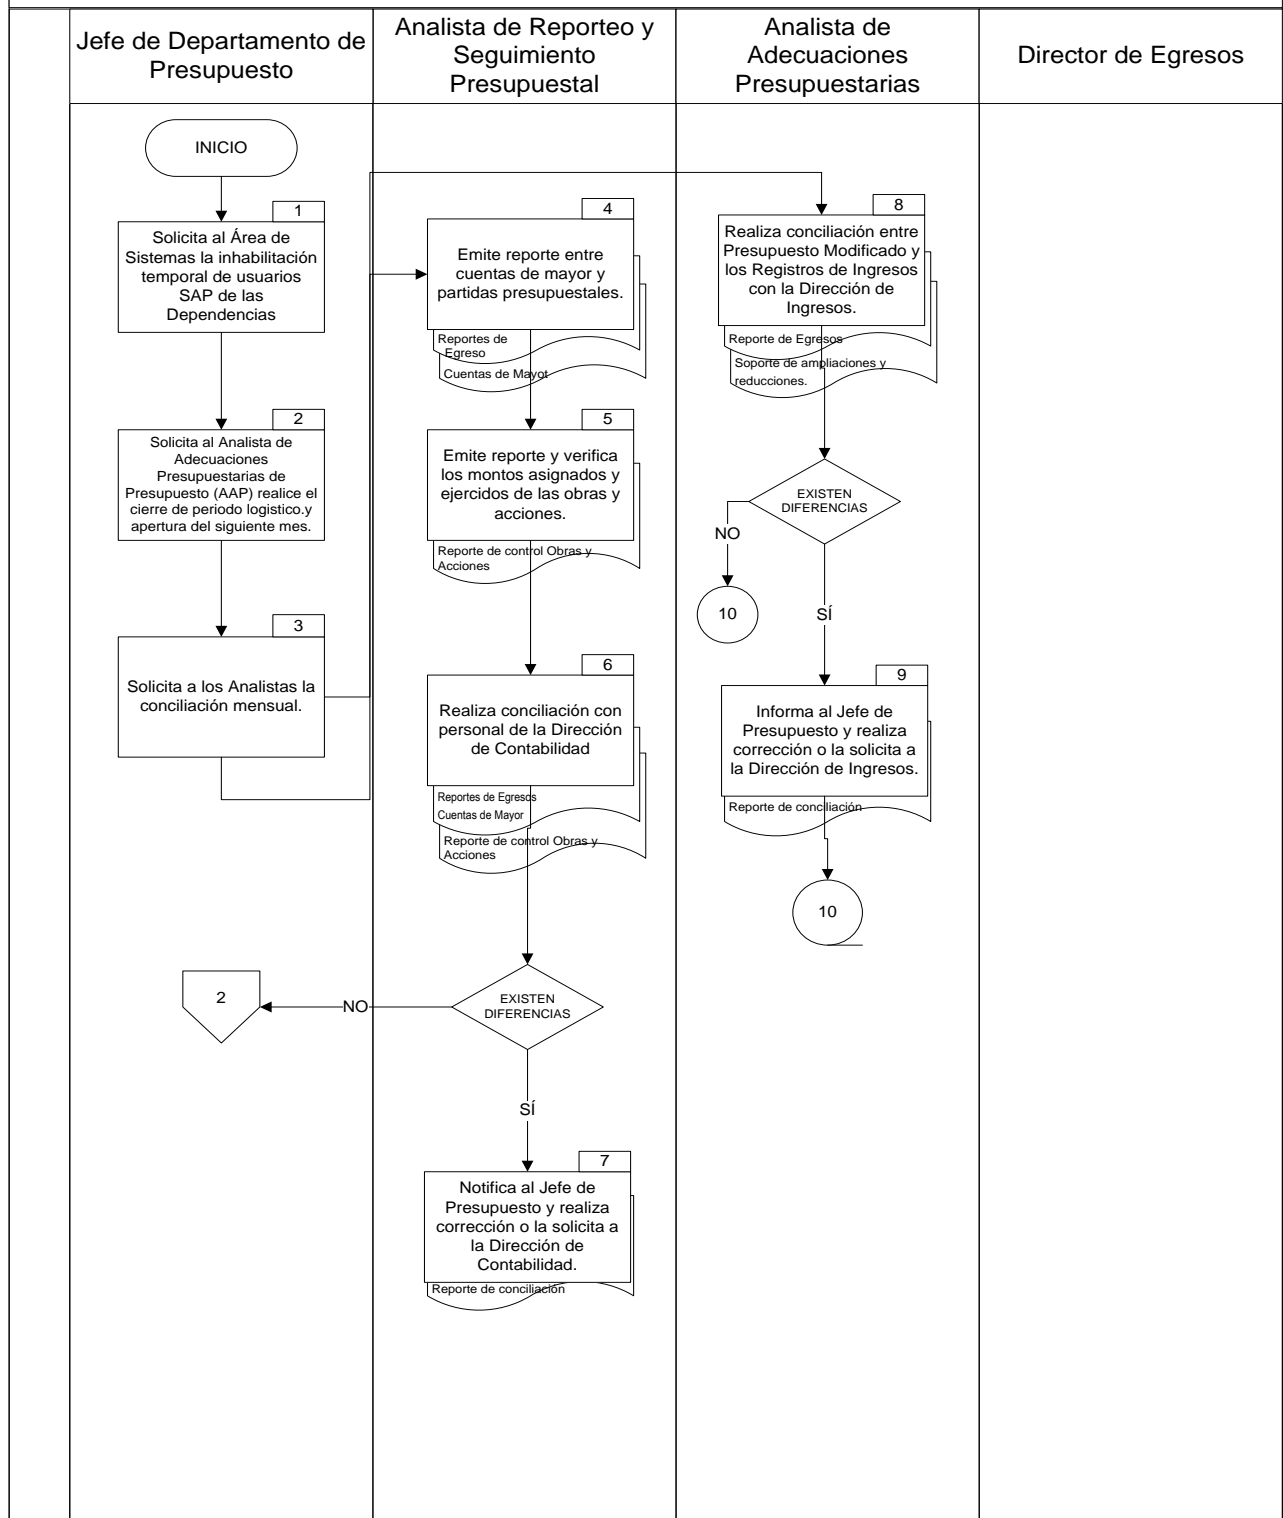 Jefe de Departamento de
Presupuesto
Analista de Reporteo y
Seguimiento
Presupuestal
Analista de
Adecuaciones
Presupuestarias
Director de Egresos
INICIO
1
Solicita al Área de
Sistemas la inhabilitación
temporal de usuarios
SAP de las
Dependencias
2
Solicita al Analista de
Adecuaciones
Presupuestarias de
Presupuesto (AAP) realice el
cierre de periodo logistico.y
apertura del siguiente mes.
3
Solicita a los Analistas la
conciliación mensual.
2
NO
4
Emite reporte entre
cuentas de mayor y
partidas presupuestales.
Reportes de
Egreso
Cuentas de Mayot
5
Emite reporte y verifica
los montos asignados y
ejercidos de las obras y
acciones.
Reporte de control Obras y
Acciones
6
Realiza conciliación con
personal de la Dirección
de Contabilidad
Reportes de Egresos
Cuentas de Mayor
Reporte de control Obras y
Acciones
EXISTEN
DIFERENCIAS
SÍ
7
Notifica al Jefe de
Presupuesto y realiza
corrección o la solicita a
la Dirección de
Contabilidad.
Reporte de conciliación
8
Realiza conciliación entre
Presupuesto Modificado y
los Registros de Ingresos
con la Dirección de
Ingresos.
Reporte de Egresos
Soporte de ampliaciones y
reducciones.
EXISTEN
DIFERENCIAS
NO
10
SÍ
9
Informa al Jefe de
Presupuesto y realiza
corrección o la solicita a
la Dirección de Ingresos.
Reporte de conciliación
10